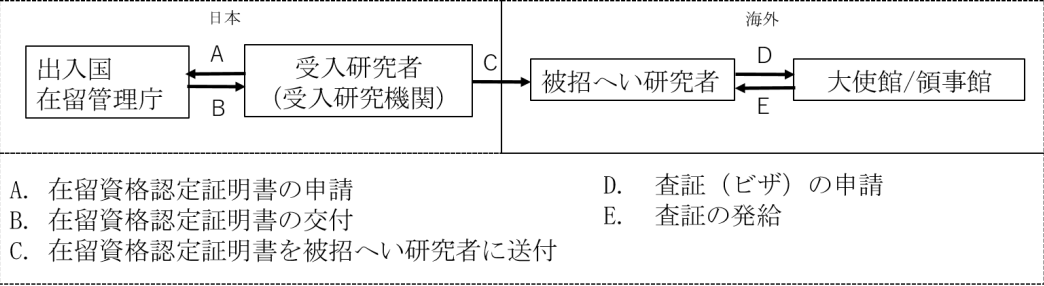 日本
海外
出入国
在留管理庁
A
B
受入研究者
(受入研究機関)
C
被招へい研究者
D
E
大使館/領事館
A. 在留資格認定証明書の申請
B. 在留資格認定証明書の交付
C. 在留資格認定証明書を被招へい研究者に送付
D. 査証（ビザ）の申請
E. 査証の発給